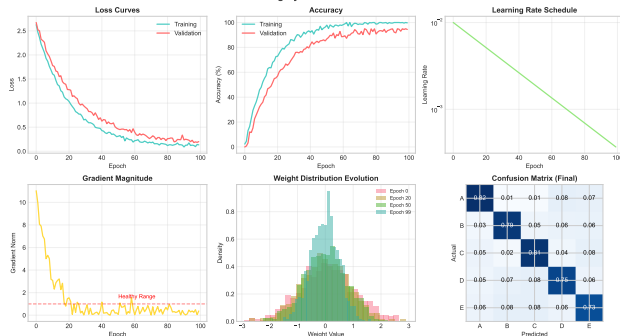 Loss Curves
Training
Validation
Loss
2.5
2.0
1.5
1.0
0.5
0.0
0 20 40 60 80 100
Epoch
Accuracy
Training
Validation
Accuracy (%)
100
80
60
40
20
0
0 20 40 60 80 100
Epoch
Learning Rate Schedule
Learning Rate
0 20 40 60 80 100
Epoch
Gradient Magnitude
Healthy Range
Gradient Norm
10
8
6
4
2
0
0 20 40 60 80 100
Epoch
Weight Distribution Evolution
Epoch 0
Epoch 20
Epoch 50
Epoch 99
Density
0.8
0.6
0.4
0.2
0.0
−3 −2 −1 0 1 2 3
Weight Value
Confusion Matrix (Final)
Actual
A 0.01 0.01 0.08 0.07
B 0.03 0.79 0.05 0.06 0.06
C 0.05 0.02 0.04 0.08
D 0.05 0.07 0.04 0.75 0.06
E 0.06 0.08 0.08 0.06
A B C D E
Predicted